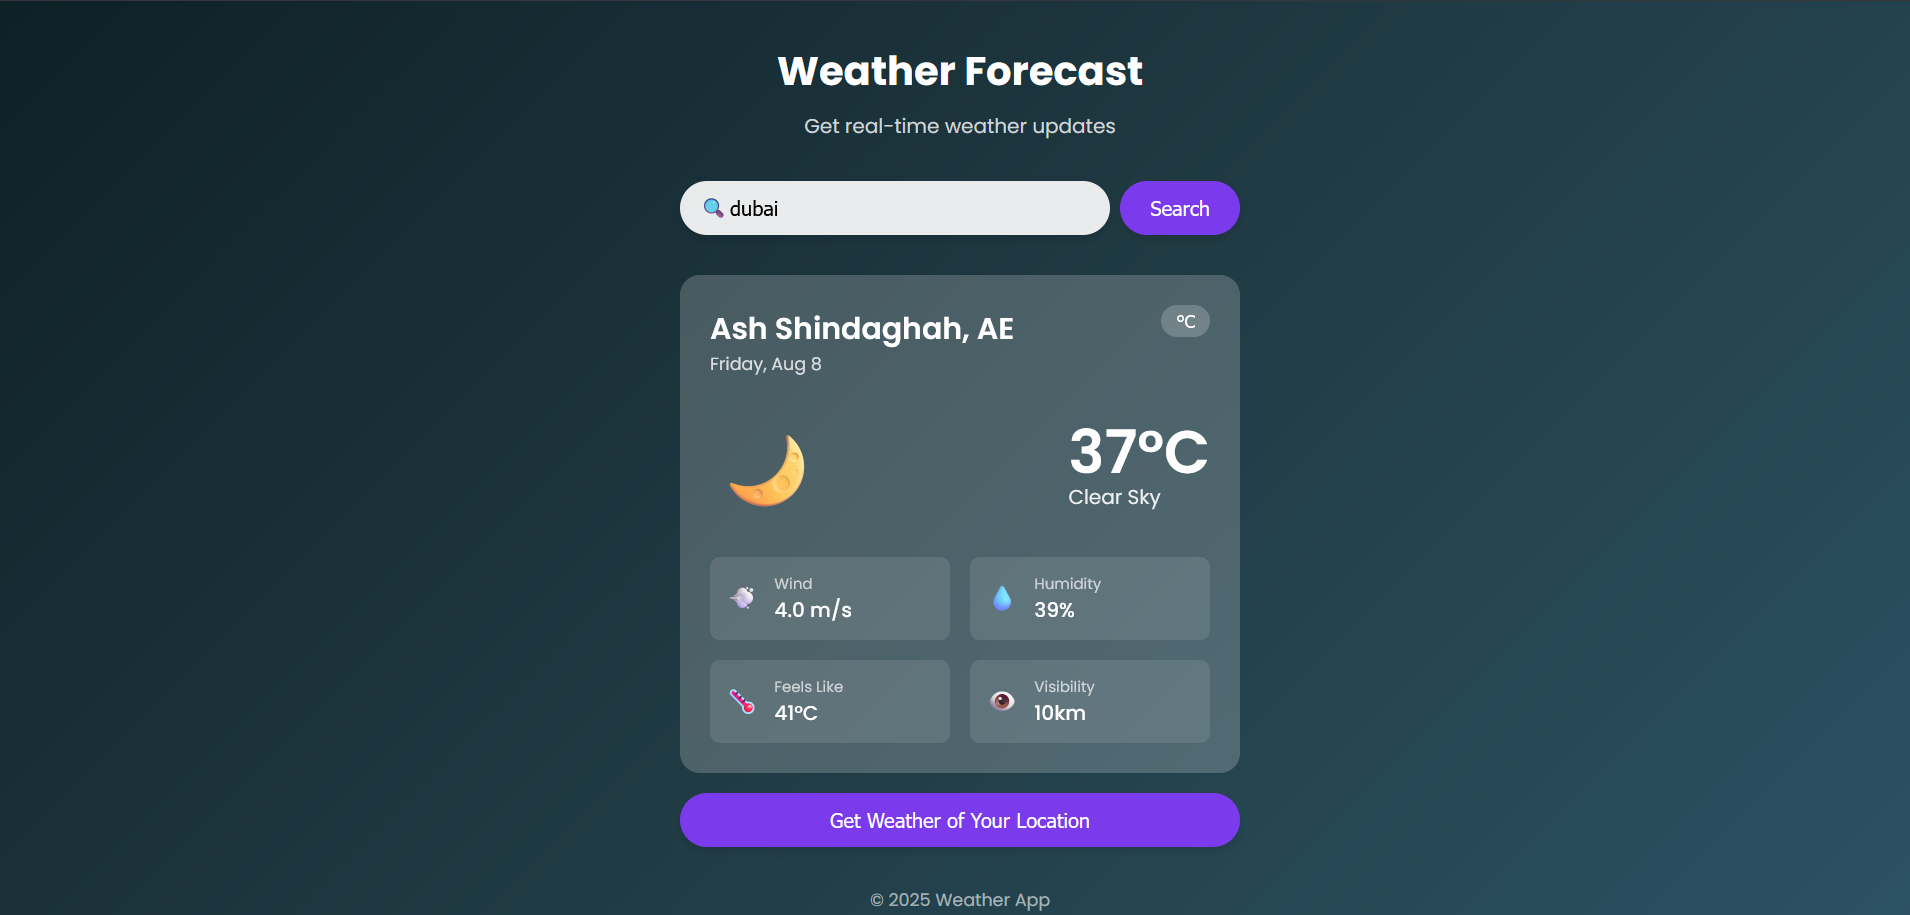 Weather Forecast
Get real-time weather updates
🔍 dubai
Search
Ash Shindaghah, AE
°C
Friday, Aug 8
37°C
Clear Sky
Wind
4.0 m/s
Humidity
39%
Feels Like
41°C
Visibility
10km
Get Weather of Your Location
© 2025 Weather App